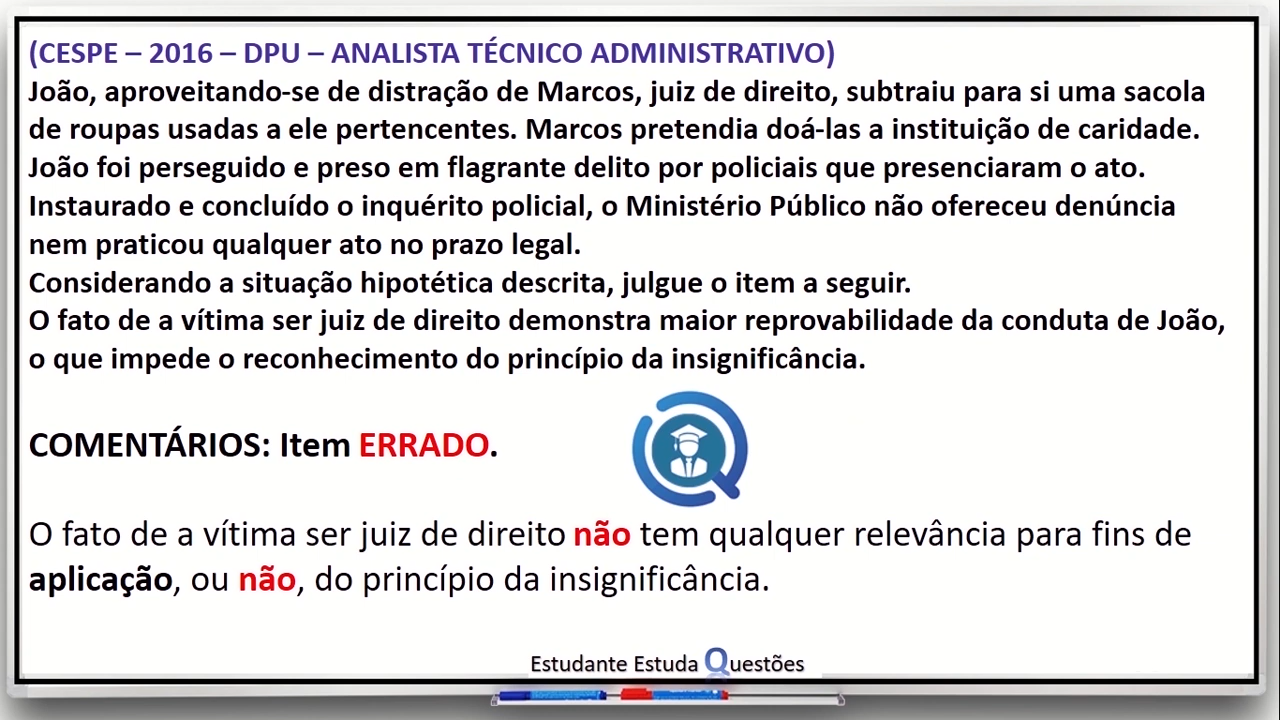 (CESPE – 2016 – DPU – ANALISTA TÉCNICO ADMINISTRATIVO)
João, aproveitando-se de distração de Marcos, juiz de direito, subtraiu para si uma sacola
de roupas usadas a ele pertencentes. Marcos pretendia doá-las a instituição de caridade.
João foi perseguido e preso em flagrante delito por policiais que presenciaram o ato.
Instaurado e concluído o inquérito policial, o Ministério Público não ofereceu denúncia
nem praticou qualquer ato no prazo legal.
Considerando a situação hipotética descrita, julgue o item a seguir.
O fato de a vítima ser juiz de direito demonstra maior reprovabilidade da conduta de João,
o que impede o reconhecimento do princípio da insignificância.
COMENTÁRIOS: Item ERRADO.
O fato de a vítima ser juiz de direito não tem qualquer relevância para fins de
aplicação, ou não, do princípio da insignificância.
Estudante Estuda Questões